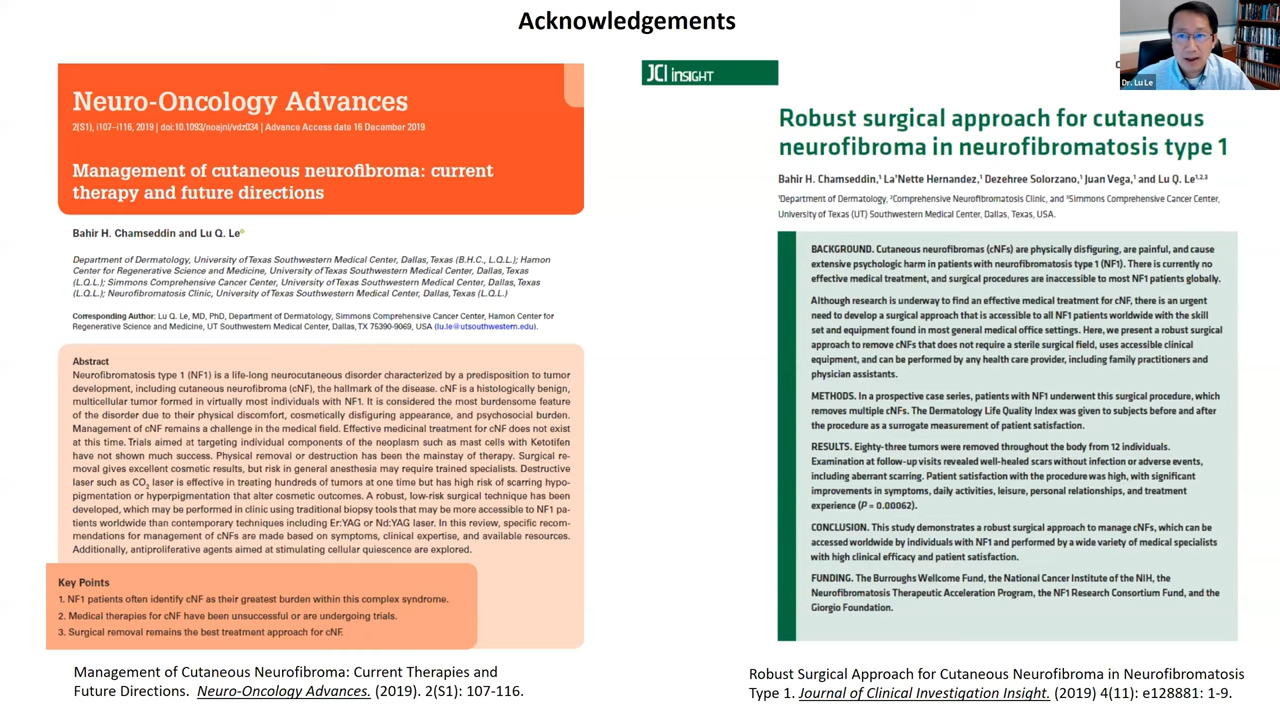 Acknowledgements
Dr. Lu Le
Neuro-Oncology Advances
2(S1), i107–i116, 2019 | doi:10.1093/noajnl/vdz034 | Advance Access date 16 December 2019
Management of cutaneous neurofibroma: current
therapy and future directions
Bahir H. Chamseddin and Lu Q. Le
Department of Dermatology, University of Texas Southwestern Medical Center, Dallas, Texas (B.H.C., L.Q.L.); Hamon
Center for Regenerative Science and Medicine, University of Texas Southwestern Medical Center, Dallas, Texas
(L.Q.L.); Simmons Comprehensive Cancer Center, University of Texas Southwestern Medical Center, Dallas, Texas
(L.Q.L.); Neurofibromatosis Clinic, University of Texas Southwestern Medical Center, Dallas, Texas (L.Q.L.)
Corresponding Author: Lu Q. Le, MD, PhD, Department of Dermatology, Simmons Comprehensive Cancer Center, Hamon Center for
Regenerative Science and Medicine, UT Southwestern Medical Center, Dallas, TX 75390-9069, USA (lu.le@utsouthwestern.edu).
Abstract
Neurofibromatosis type 1 (NF1) is a life-long neurocutaneous disorder characterized by a predisposition to tumor
development, including cutaneous neurofibroma (cNF), the hallmark of the disease. cNF is a histologically benign,
multicellular tumor formed in virtually most individuals with NF1. It is considered the most burdensome feature
of the disorder due to their physical discomfort, cosmetically disfiguring appearance, and psychosocial burden.
Management of cNF remains a challenge in the medical field. Effective medicinal treatment for cNF does not exist
at this time. Trials aimed at targeting individual components of the neoplasm such as mast cells with Ketotifen
have not shown much success. Physical removal or destruction has been the mainstay of therapy. Surgical re-
moval gives excellent cosmetic results, but risk in general anesthesia may require trained specialists. Destructive
laser such as CO2 laser is effective in treating hundreds of tumors at one time but has high risk of scarring hypo-
pigmentation or hyperpigmentation that alter cosmetic outcomes. A robust, low-risk surgical technique has been
developed, which may be performed in clinic using traditional biopsy tools that may be more accessible to NF1 pa-
tients worldwide than contemporary techniques including Er:YAG or Nd:YAG laser. In this review, specific recom-
mendations for management of cNFs are made based on symptoms, clinical expertise, and available resources.
Additionally, antiproliferative agents aimed at stimulating cellular quiescence are explored.
Key Points
1. NF1 patients often identify cNF as their greatest burden within this complex syndrome.
2. Medical therapies for cNF have been unsuccessful or are undergoing trials.
3. Surgical removal remains the best treatment approach for cNF.
Management of Cutaneous Neurofibroma: Current Therapies and
Future Directions. Neuro-Oncology Advances. (2019). 2(S1): 107-116.
JCI insight
Robust surgical approach for cutaneous
neurofibroma in neurofibromatosis type 1
Bahir H. Chamseddin,1 La'Nette Hernandez,1 Dezehree Solorzano,1 Juan Vega,1 and Lu Q. Le1,2,3
1Department of Dermatology, 2Comprehensive Neurofibromatosis Clinic, and 3Simmons Comprehensive Cancer Center,
University of Texas (UT) Southwestern Medical Center, Dallas, Texas, USA.
BACKGROUND. Cutaneous neurofibromas (cNFs) are physically disfiguring, are painful, and cause
extensive psychologic harm in patients with neurofibromatosis type 1 (NF1). There is currently no
effective medical treatment, and surgical procedures are inaccessible to most NF1 patients globally.
Although research is underway to find an effective medical treatment for cNF, there is an urgent
need to develop a surgical approach that is accessible to all NF1 patients worldwide with the skill
set and equipment found in most general medical office settings. Here, we present a robust surgical
approach to remove cNFs that does not require a sterile surgical field, uses accessible clinical
equipment, and can be performed by any health care provider, including family practitioners and
physician assistants.
METHODS. In a prospective case series, patients with NF1 underwent this surgical procedure, which
removes multiple cNFs. The Dermatology Life Quality Index was given to subjects before and after
the procedure as a surrogate measurement of patient satisfaction.
RESULTS. Eighty-three tumors were removed throughout the body from 12 individuals.
Examination at follow-up visits revealed well-healed scars without infection or adverse events,
including aberrant scarring. Patient satisfaction with the procedure was high, with significant
improvements in symptoms, daily activities, leisure, personal relationships, and treatment
experience (P = 0.00062).
CONCLUSION. This study demonstrates a robust surgical approach to manage cNFs, which can be
accessed worldwide by individuals with NF1 and performed by a wide variety of medical specialists
with high clinical efficacy and patient satisfaction.
FUNDING. The Burroughs Wellcome Fund, the National Cancer Institute of the NIH, the
Neurofibromatosis Therapeutic Acceleration Program, the NF1 Research Consortium Fund, and the
Giorgio Foundation.
Robust Surgical Approach for Cutaneous Neurofibroma in Neurofibromatosis
Type 1. Journal of Clinical Investigation Insight. (2019) 4(11): e128881: 1-9.